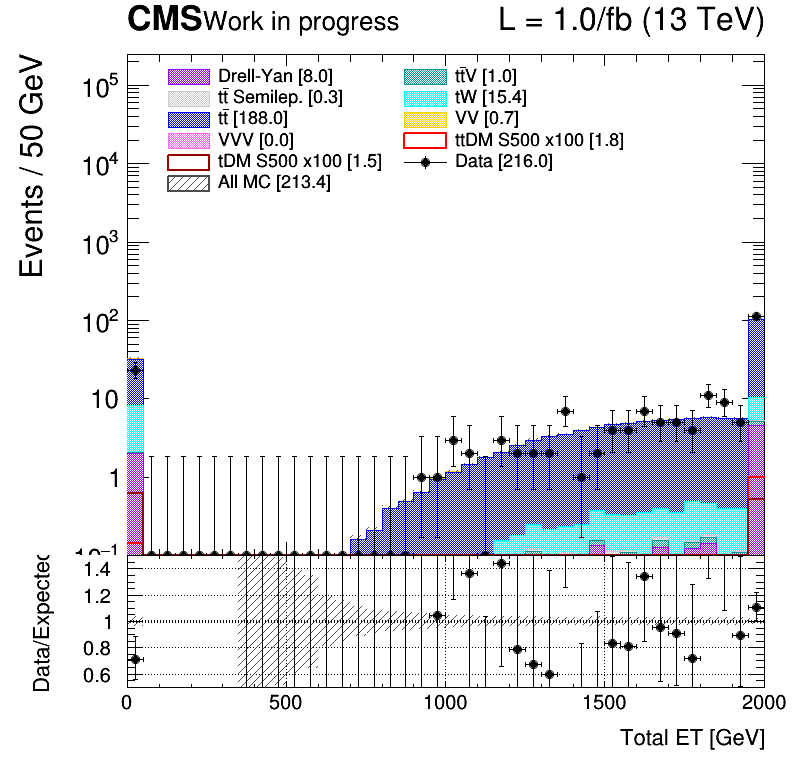 CMS Work in progress L = 1.0/fb (13 TeV)
Events / 50 GeV
Drell-Yan [8.0] tt̄V [1.0]
tt̄ Semilep. [0.3] tW [15.4]
tt̄ [188.0] VV [0.7]
VVV [0.0] ttDM S500 x100 [1.8]
tDM S500 x100 [1.5] Data [216.0]
All MC [213.4]
10⁵
10⁴
10³
10²
10
1
10⁻¹
Data/Expected
1.4
1.2
1
0.8
0.6
0 500 1000 1500 2000
Total ET [GeV]